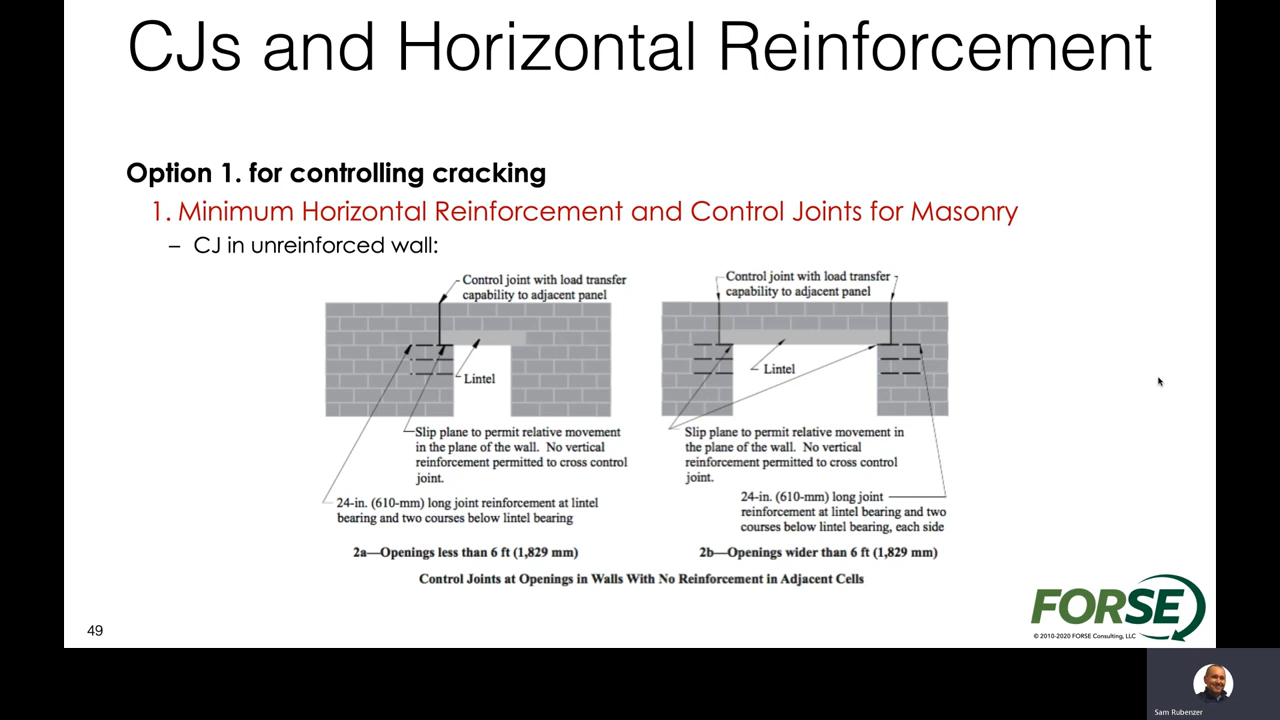 CJs and Horizontal Reinforcement
Option 1. for controlling cracking
1. Minimum Horizontal Reinforcement and Control Joints for Masonry
– CJ in unreinforced wall:
Control joint with load transfer
capability to adjacent panel
Lintel
Slip plane to permit relative movement
in the plane of the wall. No vertical
reinforcement permitted to cross control
joint.
24-in. (610-mm) long joint reinforcement at lintel
bearing and two courses below lintel bearing
2a—Openings less than 6 ft (1,829 mm)
Control joint with load transfer
capability to adjacent panel
Lintel
Slip plane to permit relative movement in
the plane of the wall. No vertical
reinforcement permitted to cross control
joint.
24-in. (610-mm) long joint
reinforcement at lintel bearing and two
courses below lintel bearing, each side
2b—Openings wider than 6 ft (1,829 mm)
Control Joints at Openings in Walls With No Reinforcement in Adjacent Cells
49
FORSE
© 2010-2020 FORSE Consulting, LLC
Sam Rubenzer